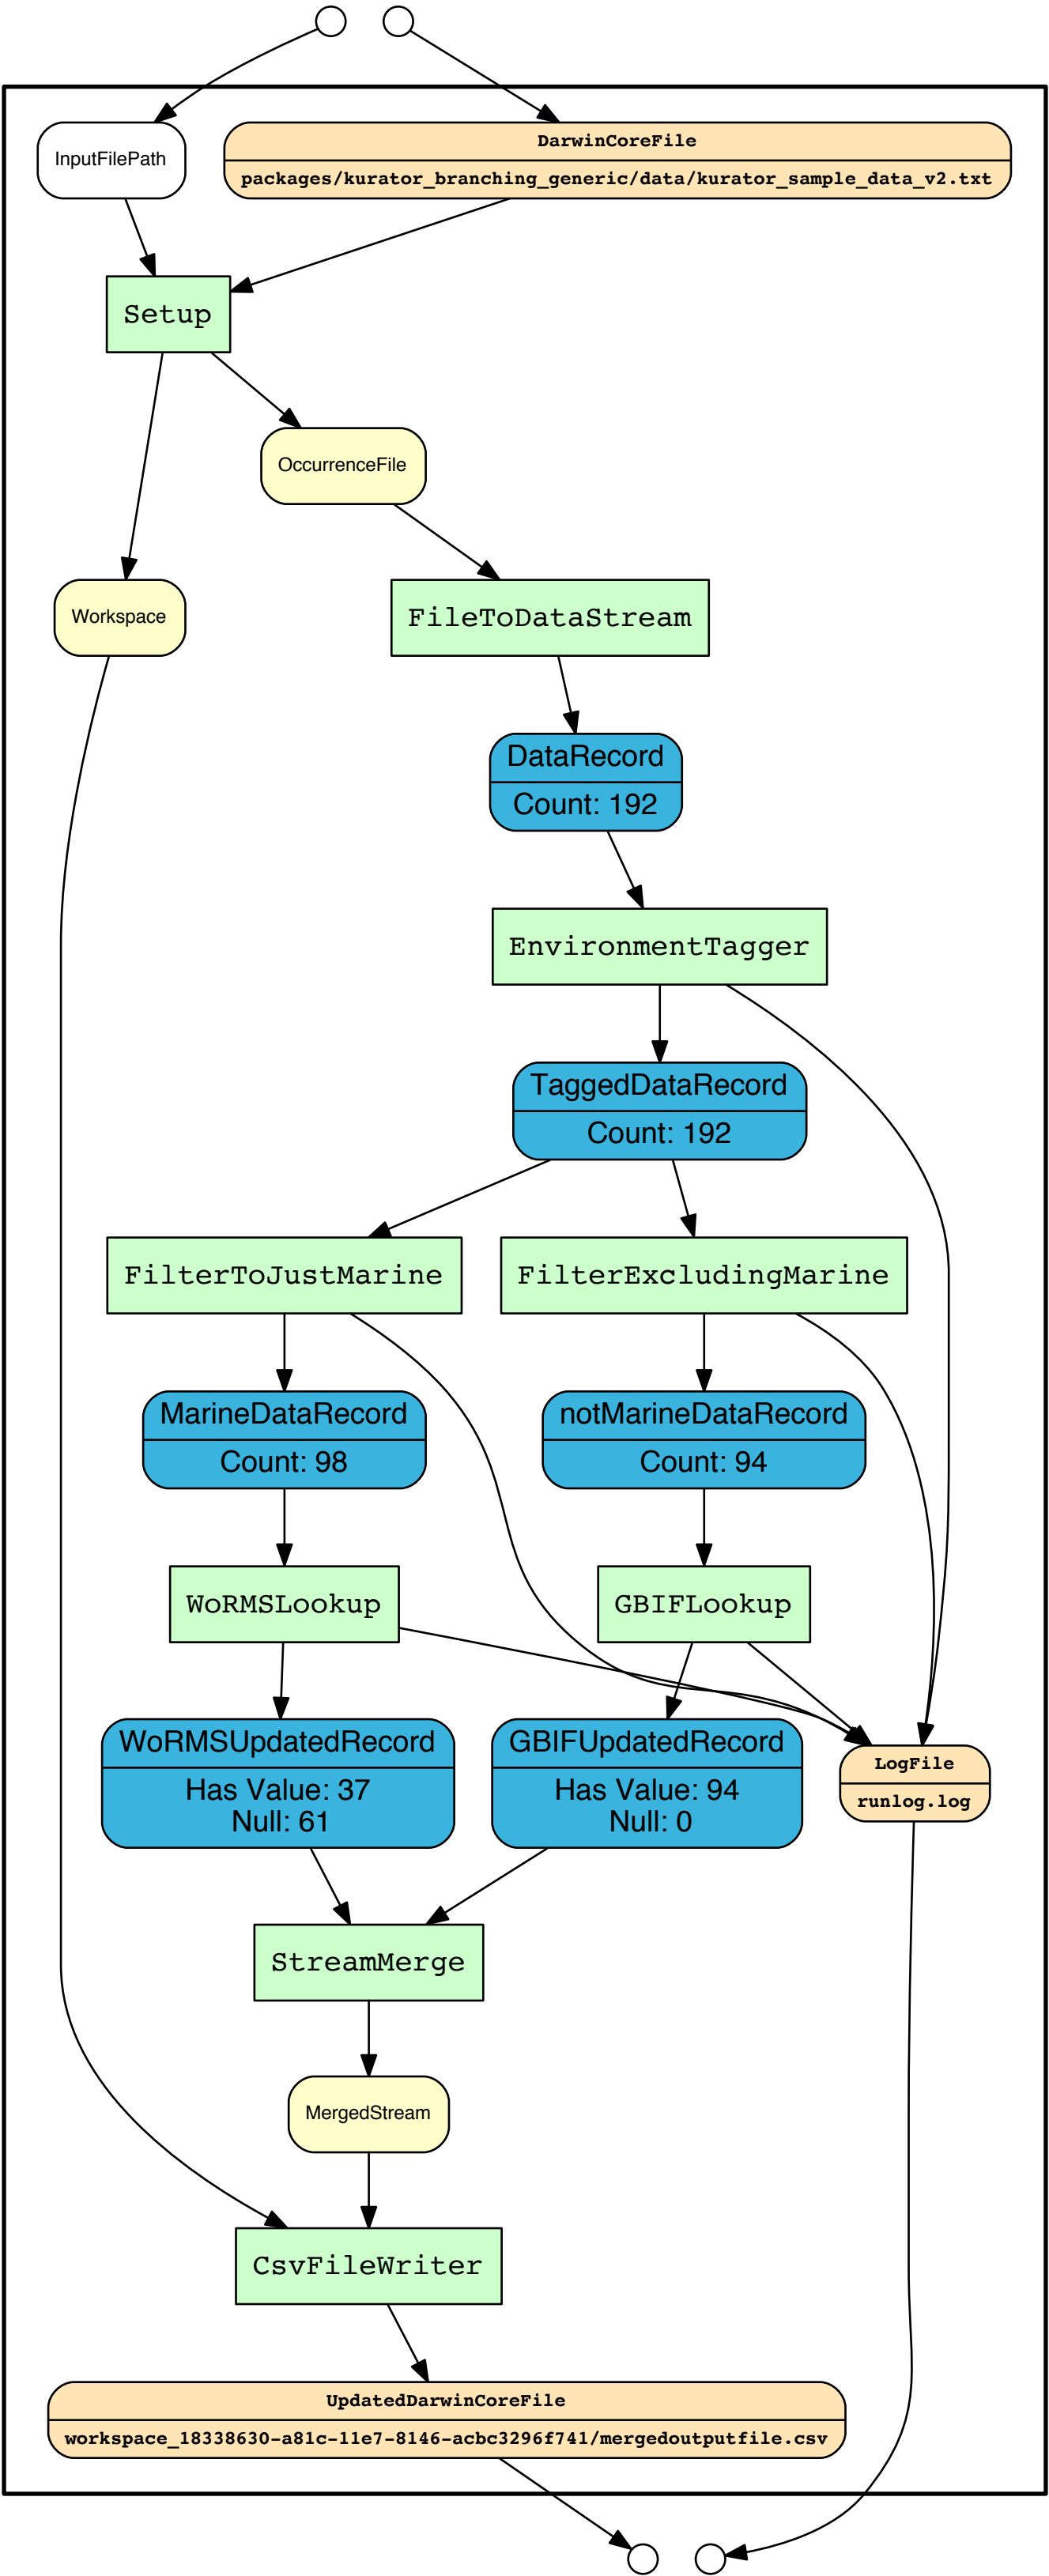 InputFilePath
DarwinCoreFile
packages/kurator_branching_generic/data/kurator_sample_data_v2.txt
Setup
OccurrenceFile
Workspace
FileToDataStream
DataRecord
Count: 192
EnvironmentTagger
TaggedDataRecord
Count: 192
FilterToJustMarine
FilterExcludingMarine
MarineDataRecord
Count: 98
notMarineDataRecord
Count: 94
WoRMSLookup
GBIFLookup
WoRMSUpdatedRecord
Has Value: 37
Null: 61
GBIFUpdatedRecord
Has Value: 94
Null: 0
LogFile
runlog.log
StreamMerge
MergedStream
CsvFileWriter
UpdatedDarwinCoreFile
workspace_18338630-a81c-11e7-8146-acbc3296f741/mergedoutputfile.csv